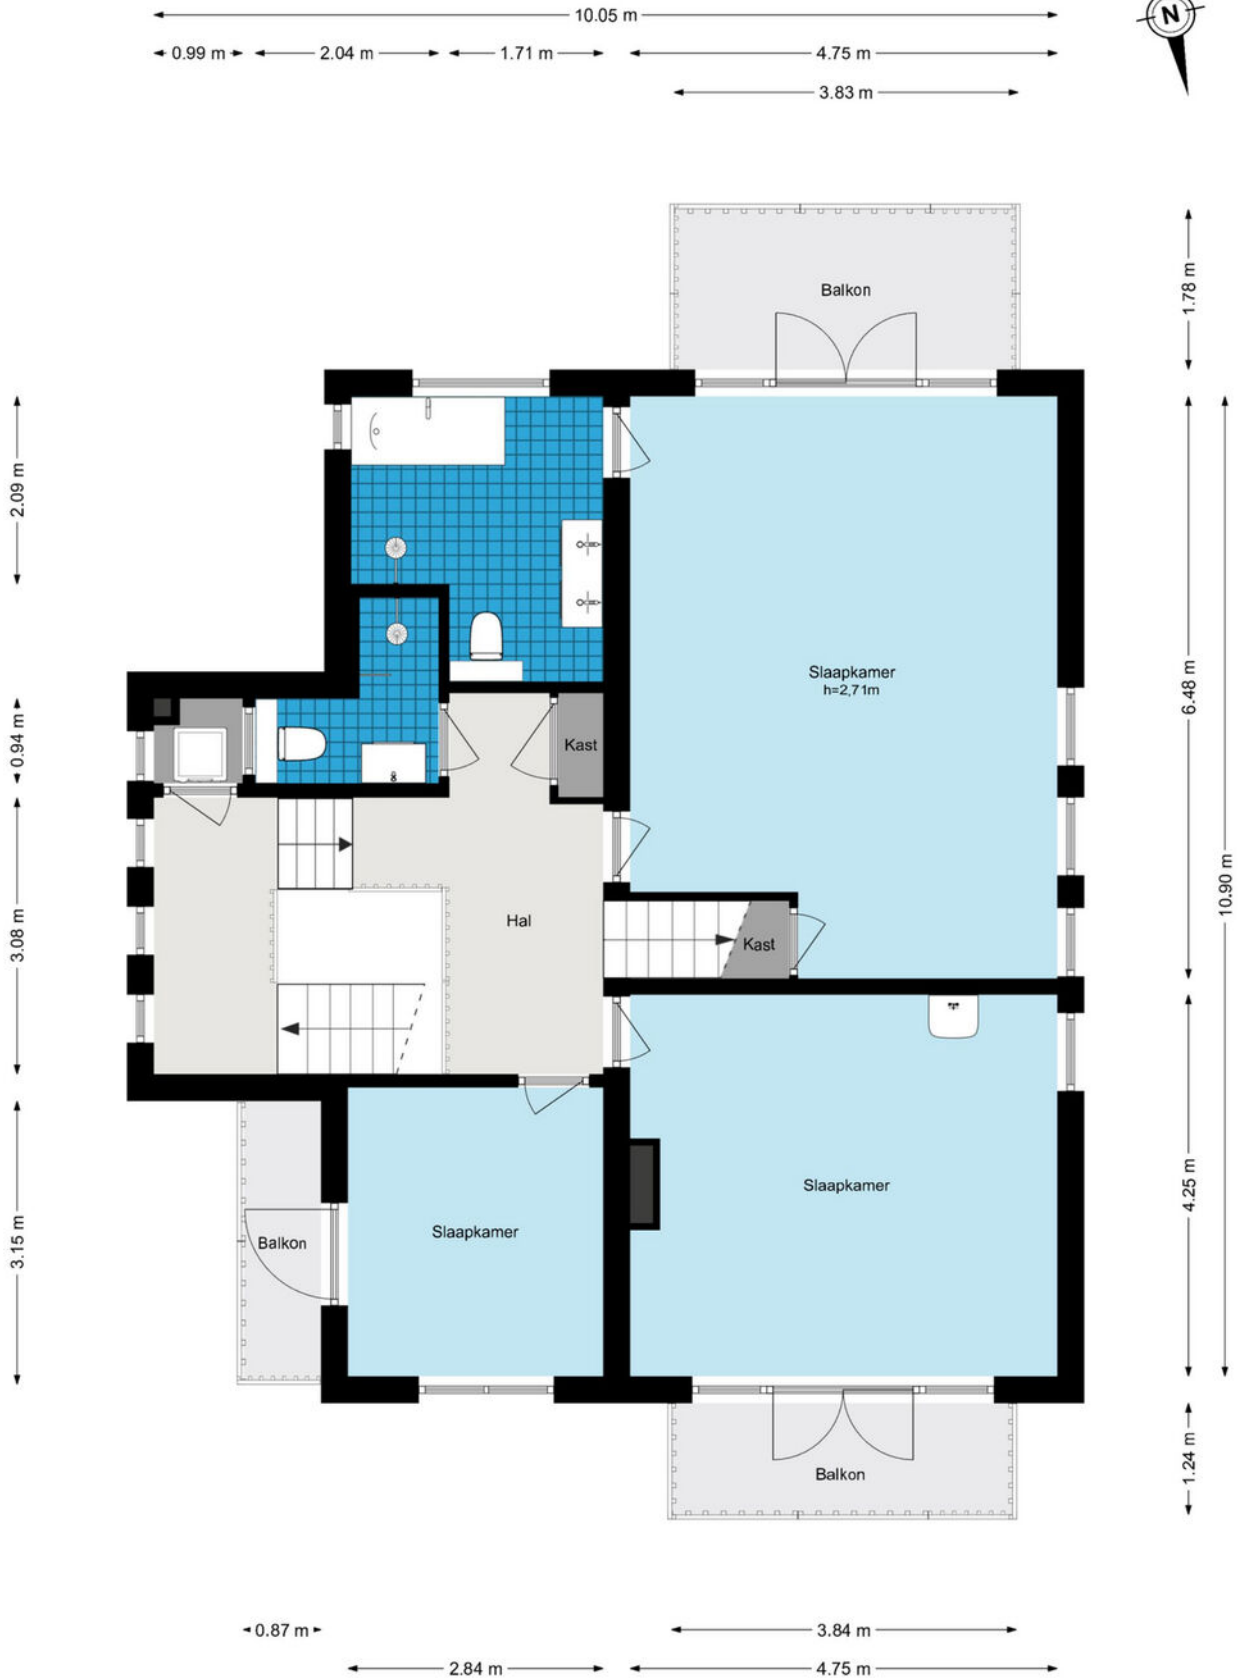 10.05 m
N
0.99 m
2.04 m
1.71 m
4.75 m
3.83 m
1.78 m
Balkon
2.09 m
Slaapkamer
h=2,71m
6.48 m
0.94 m
Kast
10.90 m
3.08 m
Hal
Kast
3.15 m
Balkon
Slaapkamer
Slaapkamer
4.25 m
Balkon
1.24 m
0.87 m
3.84 m
2.84 m
4.75 m